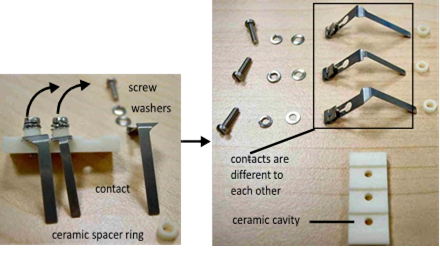 screw
washers
contact
ceramic spacer ring
contacts are
different to
each other
ceramic cavity